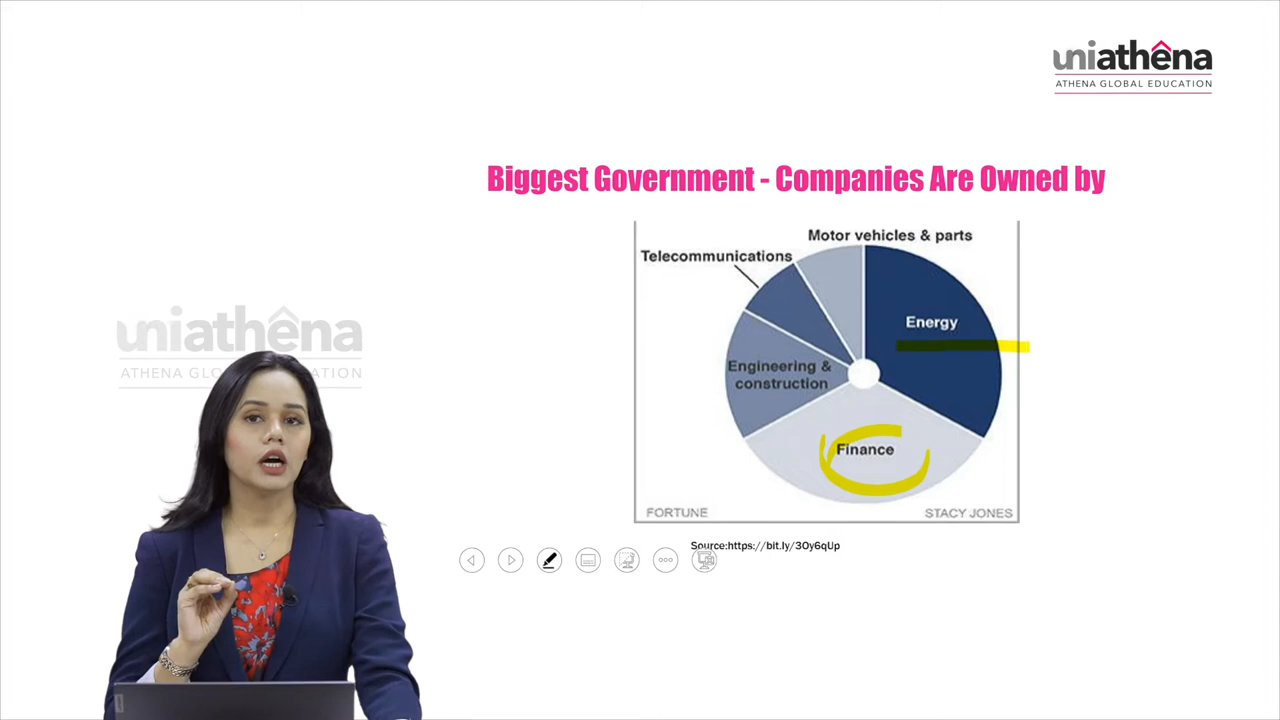 uniathena
ATHENA GLOBAL EDUCATION
Biggest Government - Companies Are Owned by
Motor vehicles & parts
Telecommunications
Energy
Engineering &
construction
Finance
FORTUNE
STACY JONES
Source:https://bit.ly/3Oy6qUp
uniathena